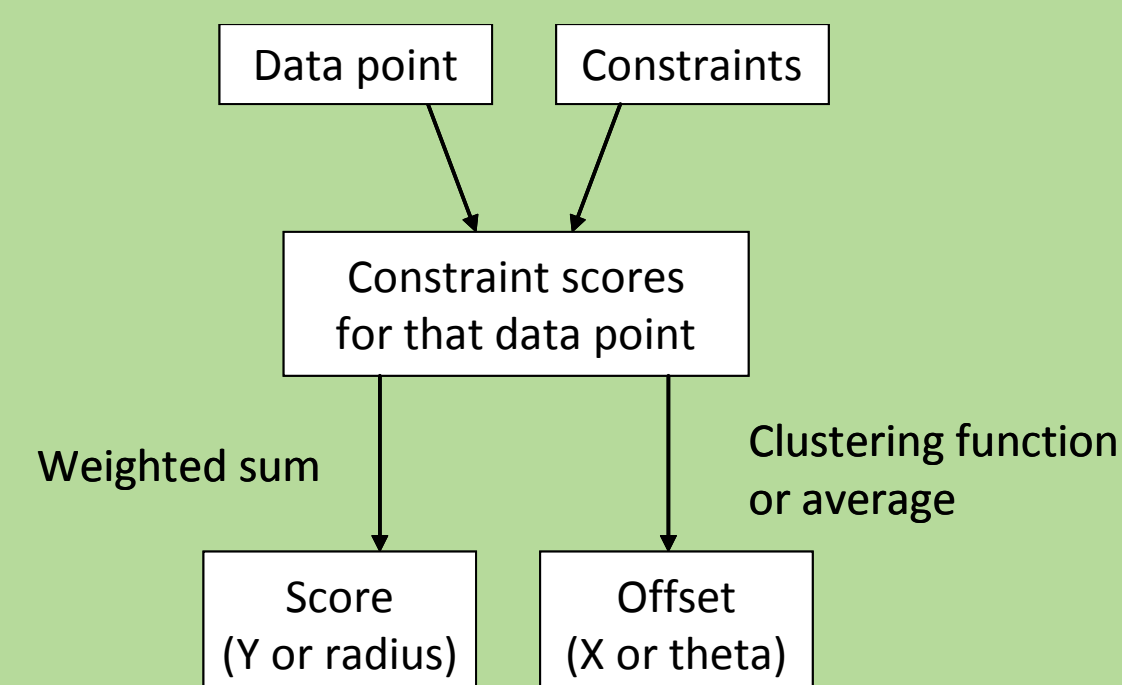 Data point
Constraints
Constraint scores
for that data point
Weighted sum
Clustering function
or average
Score
(Y or radius)
Offset
(X or theta)